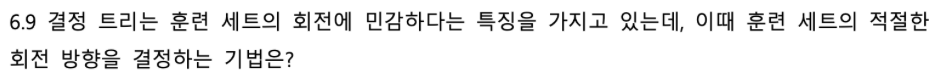 6.9 결정 트리는 훈련 세트의 회전에 민감하다는 특징을 가지고 있는데, 이때 훈련 세트의 적절한
회전 방향을 결정하는 기법은?